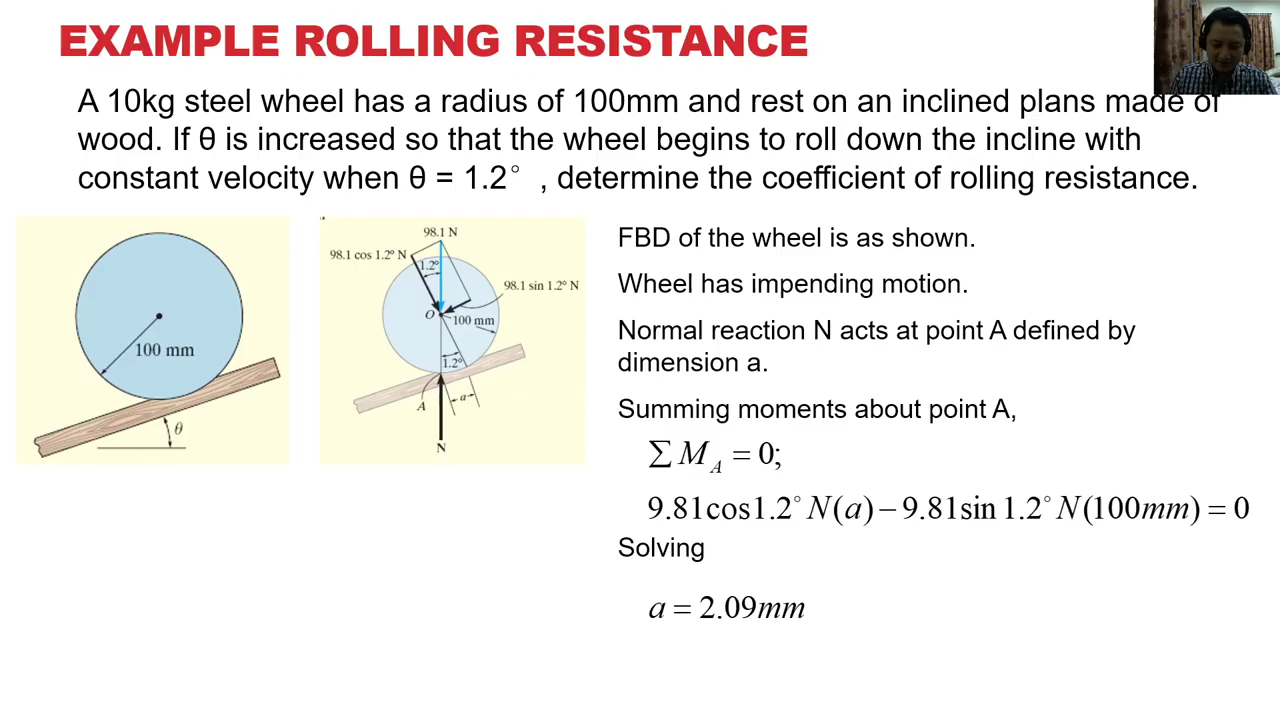 EXAMPLE ROLLING RESISTANCE
A 10kg steel wheel has a radius of 100mm and rest on an inclined plans made of
wood. If θ is increased so that the wheel begins to roll down the incline with
constant velocity when θ = 1.2° , determine the coefficient of rolling resistance.
100 mm
θ
98.1 N
98.1 cos 1.2° N
1.2°
98.1 sin 1.2° N
O
100 mm
1.2°
A
a
N
FBD of the wheel is as shown.
Wheel has impending motion.
Normal reaction N acts at point A defined by
dimension a.
Summing moments about point A,
∑ M_A = 0;
9.81cos1.2° N(a) − 9.81sin 1.2° N(100mm) = 0
Solving
a = 2.09mm